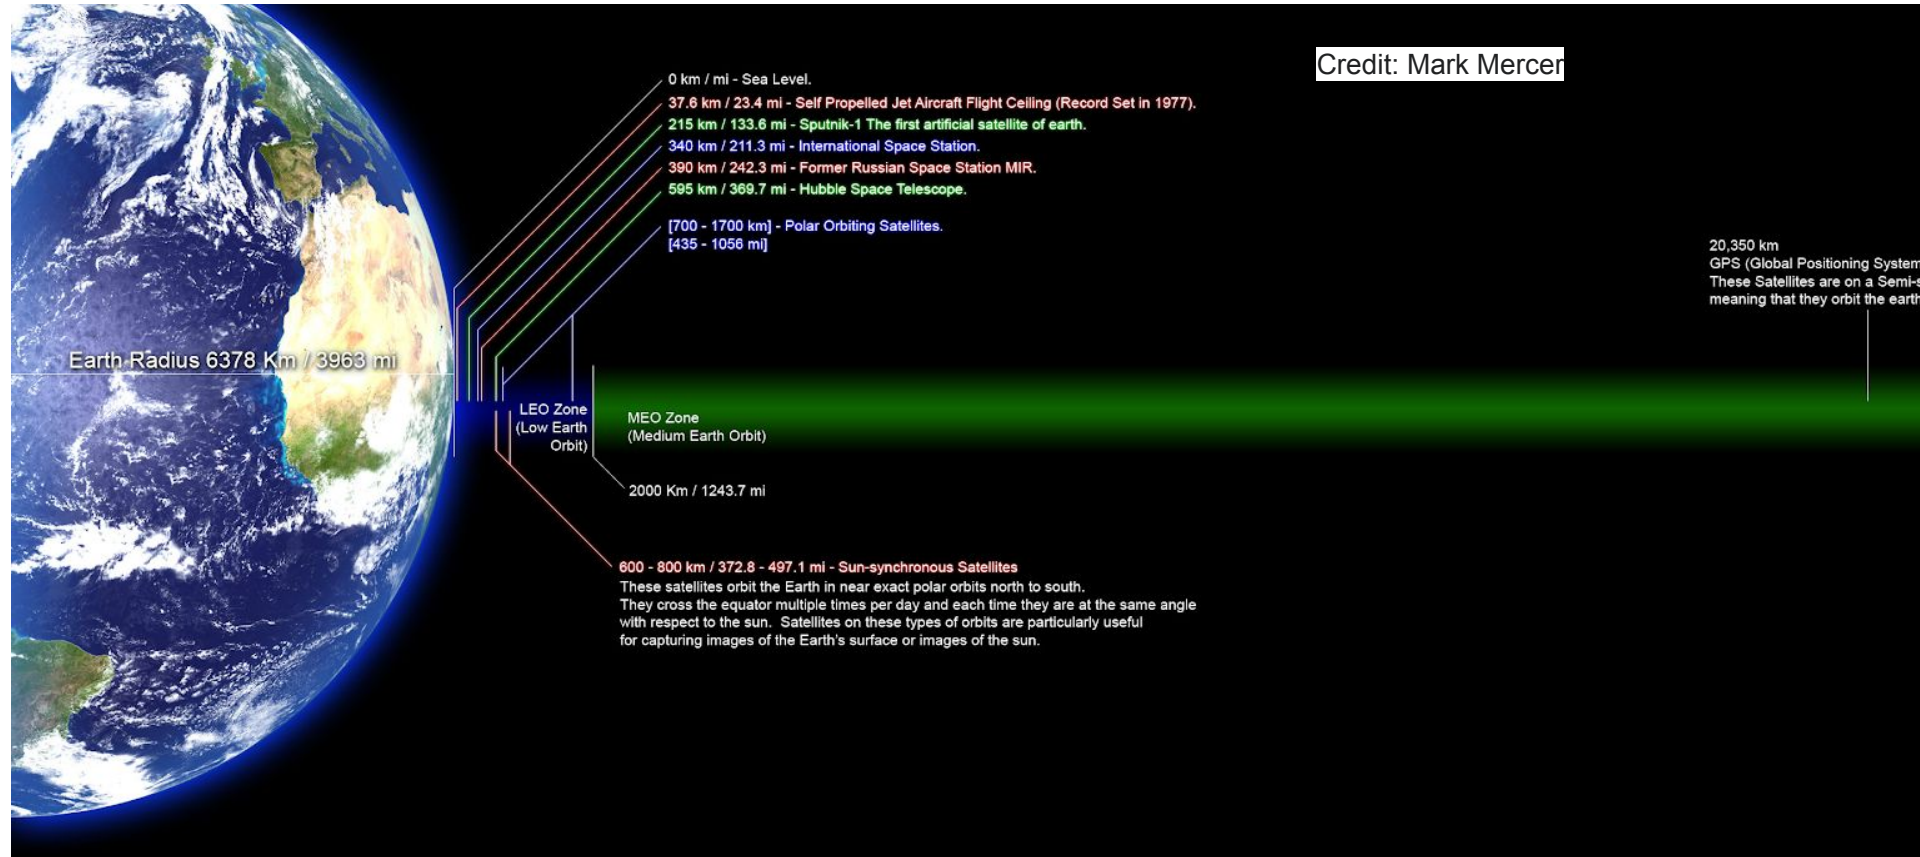 Credit: Mark Mercer
0 km / mi - Sea Level.
37.6 km / 23.4 mi - Self Propelled Jet Aircraft Flight Ceiling (Record Set in 1977).
215 km / 133.6 mi - Sputnik-1 The first artificial satellite of earth.
340 km / 211.3 mi - International Space Station.
390 km / 242.3 mi - Former Russian Space Station MIR.
595 km / 369.7 mi - Hubble Space Telescope.
[700 - 1700 km] - Polar Orbiting Satellites.
[435 - 1056 mi]
20,350 km
GPS (Global Positioning System
These Satellites are on a Semi-s
meaning that they orbit the earth
Earth Radius 6378 Km / 3963 mi
LEO Zone
(Low Earth
Orbit)
MEO Zone
(Medium Earth Orbit)
2000 Km / 1243.7 mi
600 - 800 km / 372.8 - 497.1 mi - Sun-synchronous Satellites
These satellites orbit the Earth in near exact polar orbits north to south.
They cross the equator multiple times per day and each time they are at the same angle
with respect to the sun.  Satellites on these types of orbits are particularly useful
for capturing images of the Earth's surface or images of the sun.